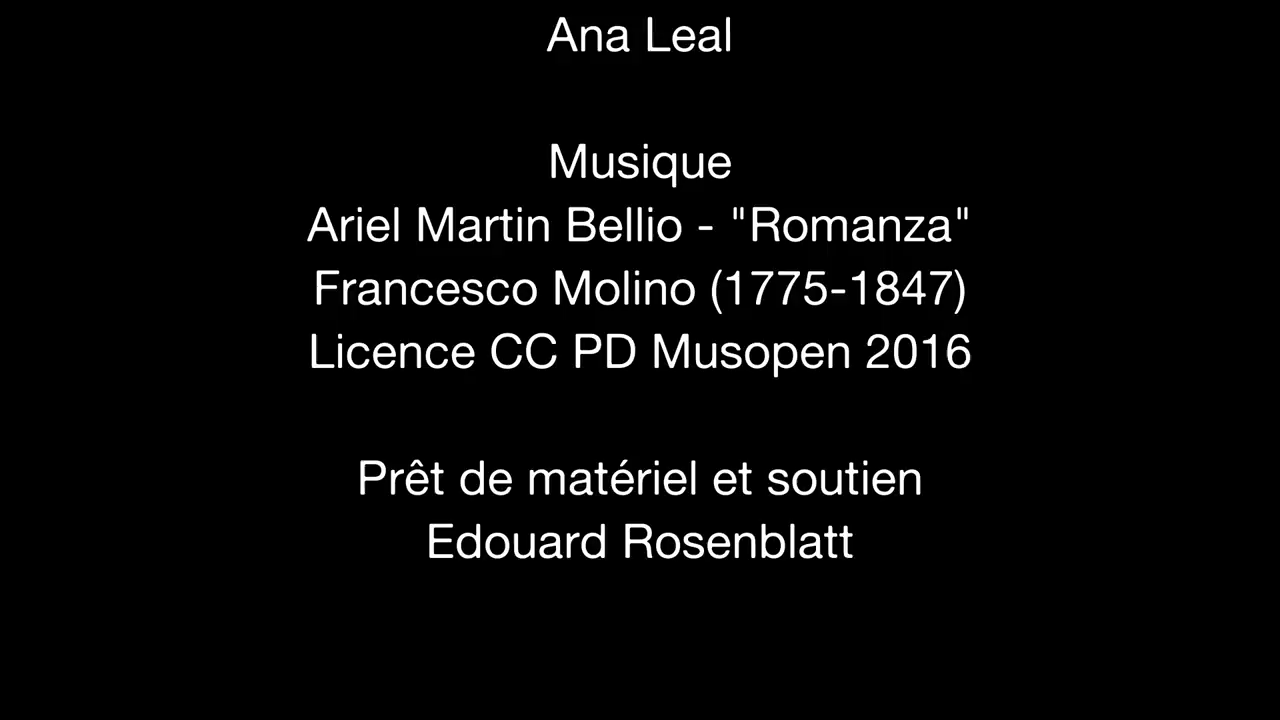 Ana Leal
Musique
Ariel Martin Bellio - "Romanza"
Francesco Molino (1775-1847)
Licence CC PD Musopen 2016
Prêt de matériel et soutien
Edouard Rosenblatt